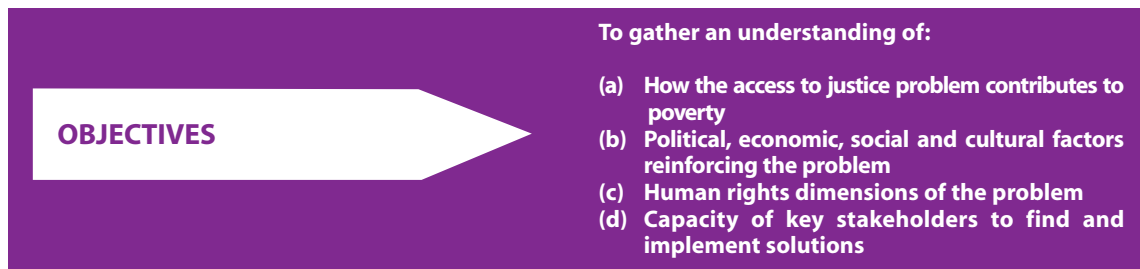 OBJECTIVES
To gather an understanding of:
(a) How the access to justice problem contributes to
poverty
(b) Political, economic, social and cultural factors
reinforcing the problem
(c) Human rights dimensions of the problem
(d) Capacity of key stakeholders to find and
implement solutions